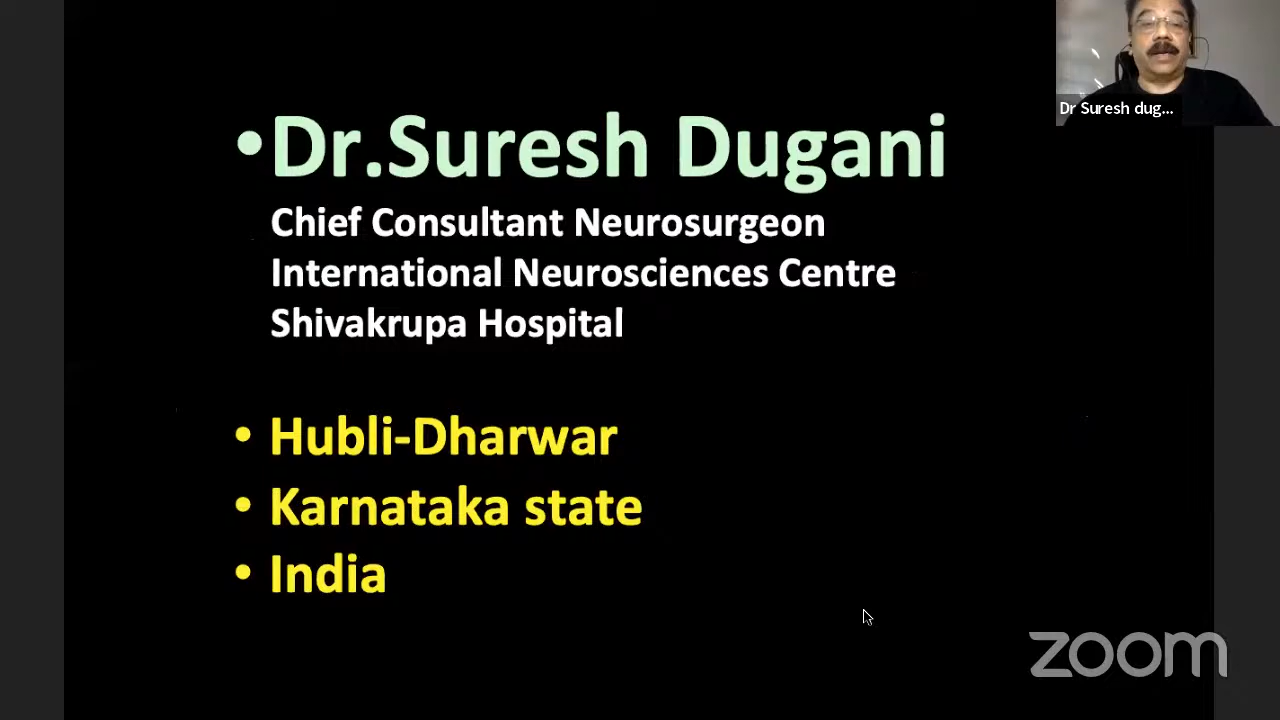 •Dr.Suresh Dugani
Chief Consultant Neurosurgeon
International Neurosciences Centre
Shivakrupa Hospital
• Hubli-Dharwar
• Karnataka state
• India
Dr Suresh dug...
zoom